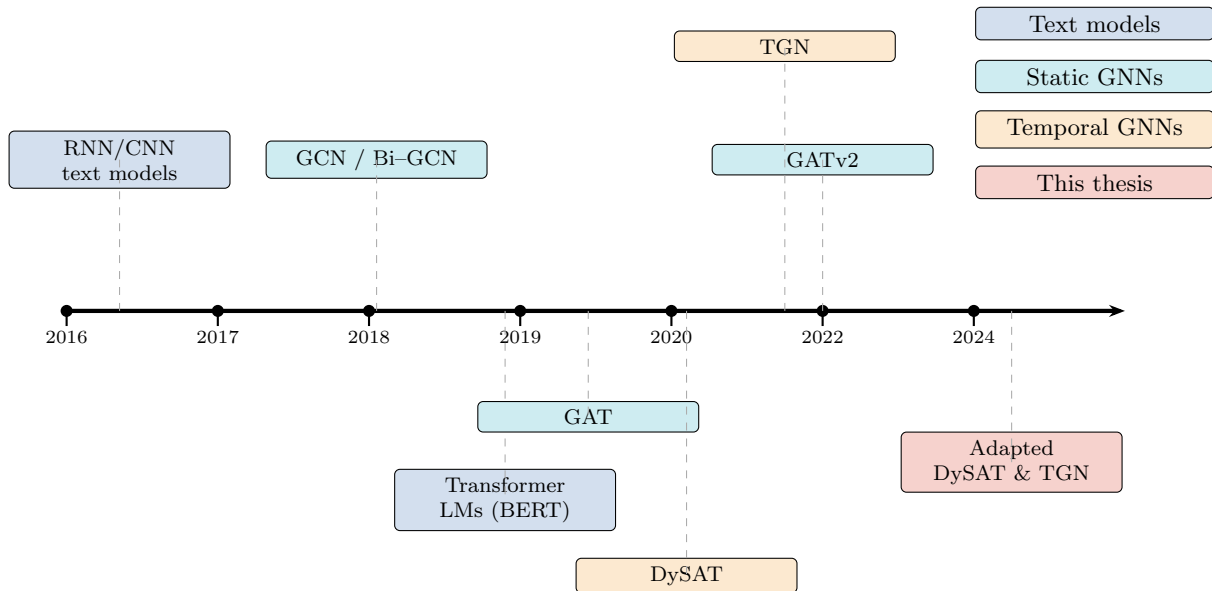 TGN
Text models
Static GNNs
Temporal GNNs
This thesis
RNN/CNN
text models
GCN / Bi–GCN
GATv2
2016
2017
2018
2019
2020
2022
2024
GAT
Transformer
LMs (BERT)
Adapted
DySAT & TGN
DySAT